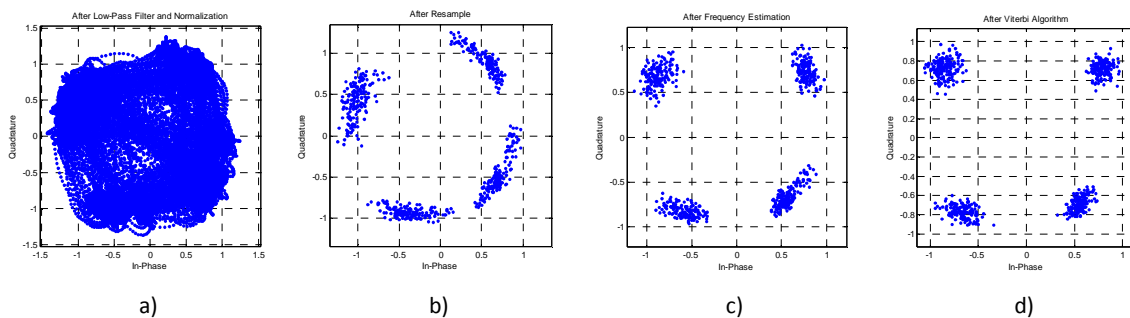 After Low-Pass Filter and Normalization
1.5
1
0.5
0
-0.5
-1
-1.5
Quadrature
-1.5 -1 -0.5 0 0.5 1 1.5
In-Phase
a)
After Resample
1
0.5
0
-0.5
-1
Quadrature
-1 -0.5 0 0.5 1
In-Phase
b)
After Frequency Estimation
1
0.5
0
-0.5
-1
Quadrature
-1 -0.5 0 0.5 1
In-Phase
c)
After Viterbi Algorithm
1
0.8
0.6
0.4
0.2
0
-0.2
-0.4
-0.6
-0.8
-1
Quadrature
-1 -0.5 0 0.5 1
In-Phase
d)